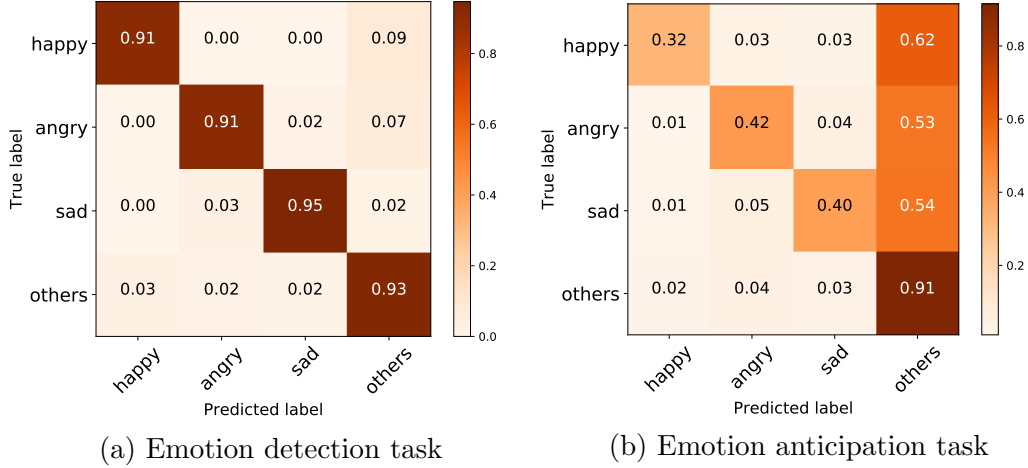 happy 0.91 0.00 0.00 0.09
angry 0.00 0.91 0.02 0.07
sad 0.00 0.03 0.95 0.02
others 0.03 0.02 0.02 0.93
happy angry sad others
True label
Predicted label
0.8
0.6
0.4
0.2
0.0
(a) Emotion detection task
happy 0.32 0.03 0.03 0.62
angry 0.01 0.42 0.04 0.53
sad 0.01 0.05 0.40 0.54
others 0.02 0.04 0.03 0.91
happy angry sad others
True label
Predicted label
0.8
0.6
0.4
0.2
(b) Emotion anticipation task